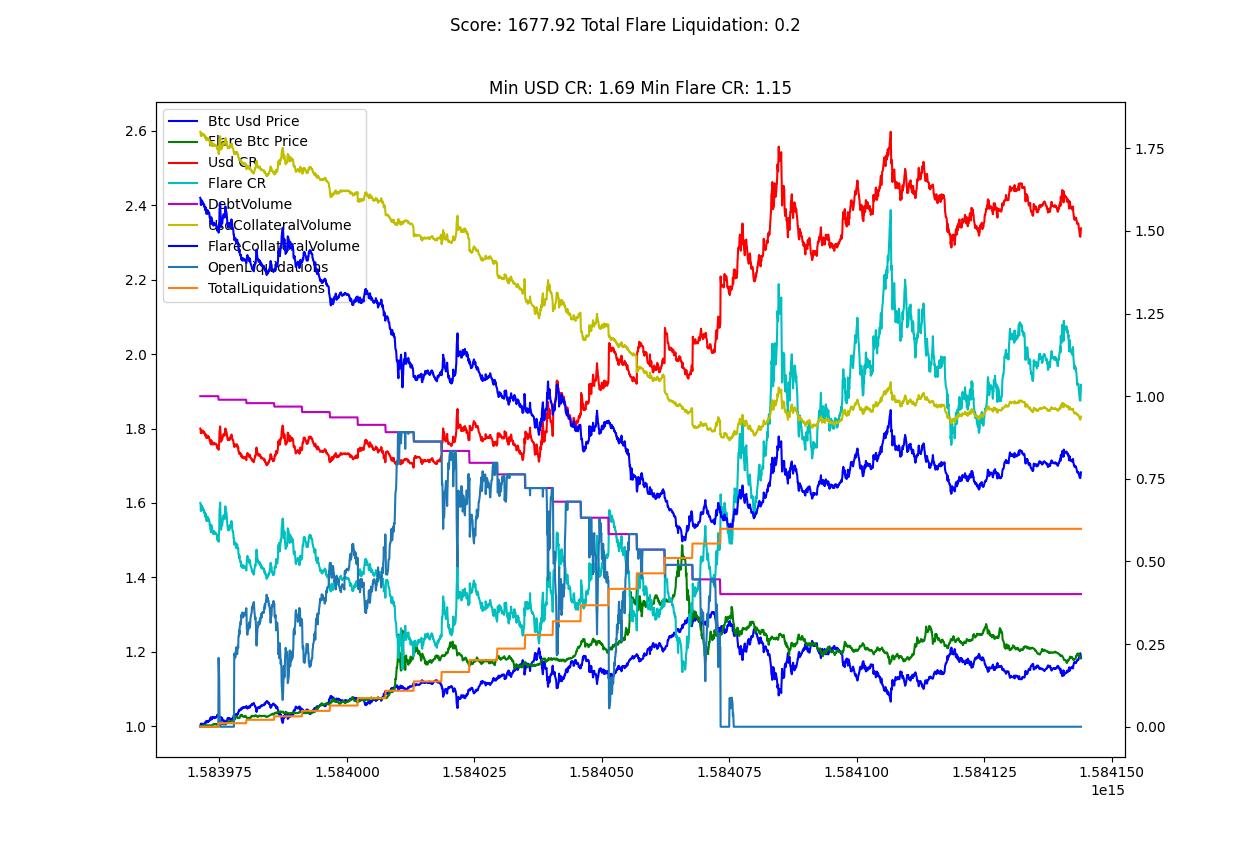 Score: 1677.92 Total Flare Liquidation: 0.2
Min USD CR: 1.69 Min Flare CR: 1.15
Btc Usd Price
Flare Btc Price
Usd CR
Flare CR
DebtVolume
UsdCollateralVolume
FlareCollateralVolume
OpenLiquidations
TotalLiquidations
2.6
2.4
2.2
2.0
1.8
1.6
1.4
1.2
1.0
1.75
1.50
1.25
1.00
0.75
0.50
0.25
0.00
1.583975 1.584000 1.584025 1.584050 1.584075 1.584100 1.584125 1.584150
1e15